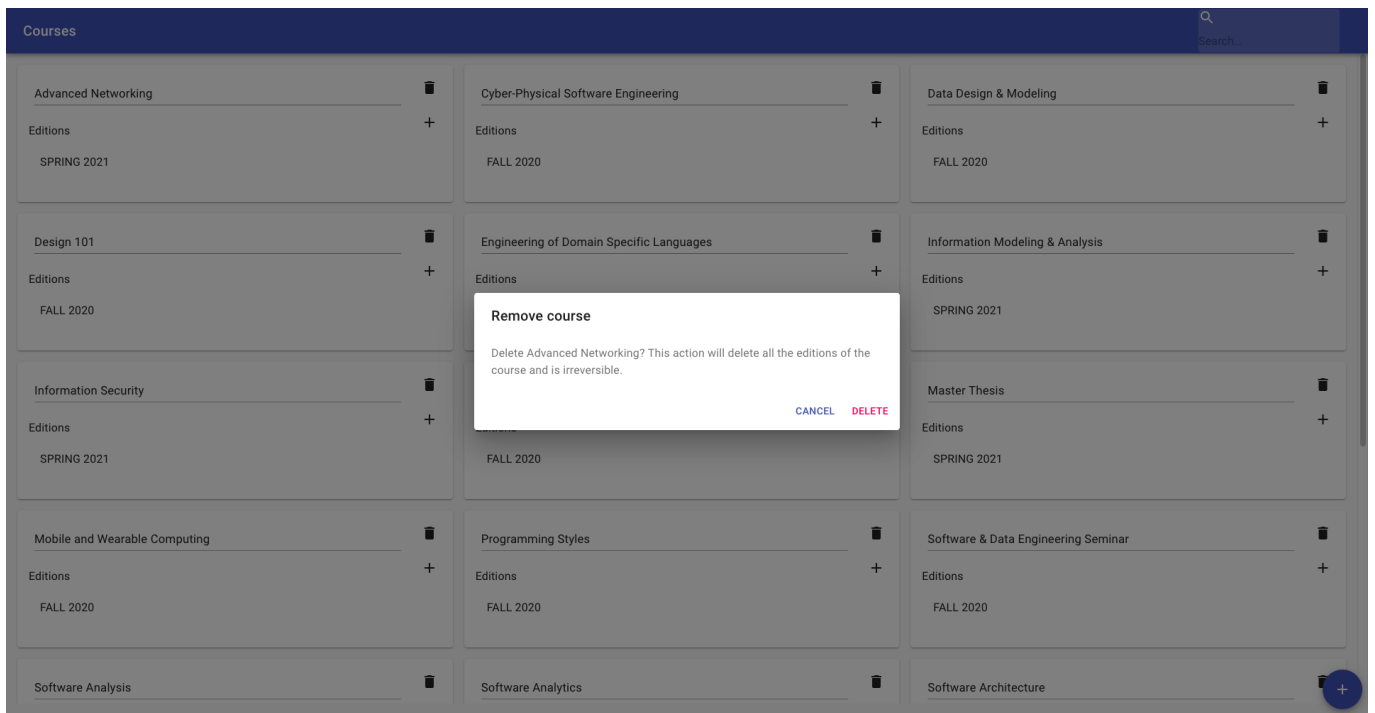 Courses
Search...
Advanced Networking
Editions
SPRING 2021
Cyber-Physical Software Engineering
Editions
FALL 2020
Data Design & Modeling
Editions
FALL 2020
Design 101
Editions
FALL 2020
Engineering of Domain Specific Languages
Editions
Information Modeling & Analysis
Editions
SPRING 2021
Remove course
Delete Advanced Networking? This action will delete all the editions of the
course and is irreversible.
CANCEL DELETE
Information Security
Editions
SPRING 2021
FALL 2020
Master Thesis
Editions
SPRING 2021
Mobile and Wearable Computing
Editions
FALL 2020
Programming Styles
Editions
FALL 2020
Software & Data Engineering Seminar
Editions
FALL 2020
Software Analysis
Software Analytics
Software Architecture